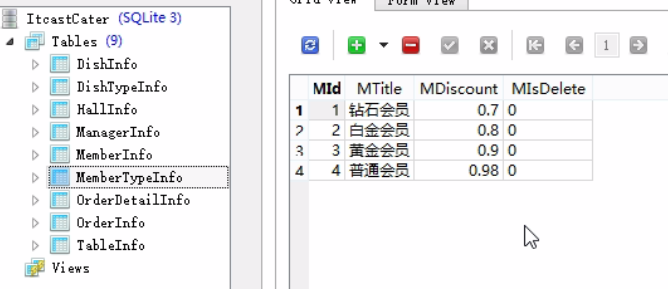 Grid view Form view
ItcastCater (SQLite 3)
Tables (9)
DishInfo
DishTypeInfo
HallInfo
ManagerInfo
MemberInfo
MemberTypeInfo
OrderDetailInfo
OrderInfo
TableInfo
Views
1
MId MTitle MDiscount MIsDelete
1 1 钻石会员 0.7 0
2 2 白金会员 0.8 0
3 3 黄金会员 0.9 0
4 4 普通会员 0.98 0